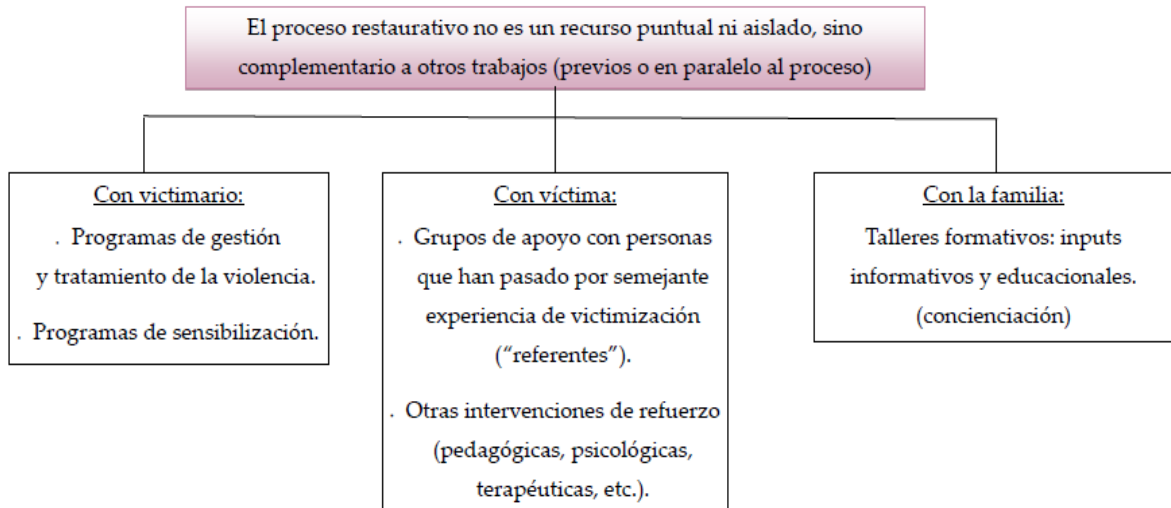 El proceso restaurativo no es un recurso puntual ni aislado, sino
complementario a otros trabajos (previos o en paralelo al proceso)
Con victimario:
. Programas de gestión
y tratamiento de la violencia.
. Programas de sensibilización.
Con víctima:
. Grupos de apoyo con personas
que han pasado por semejante
experiencia de victimización
(“referentes”).
. Otras intervenciones de refuerzo
(pedagógicas, psicológicas,
terapéuticas, etc.).
Con la familia:
Talleres formativos: inputs
informativos y educacionales.
(concienciación)